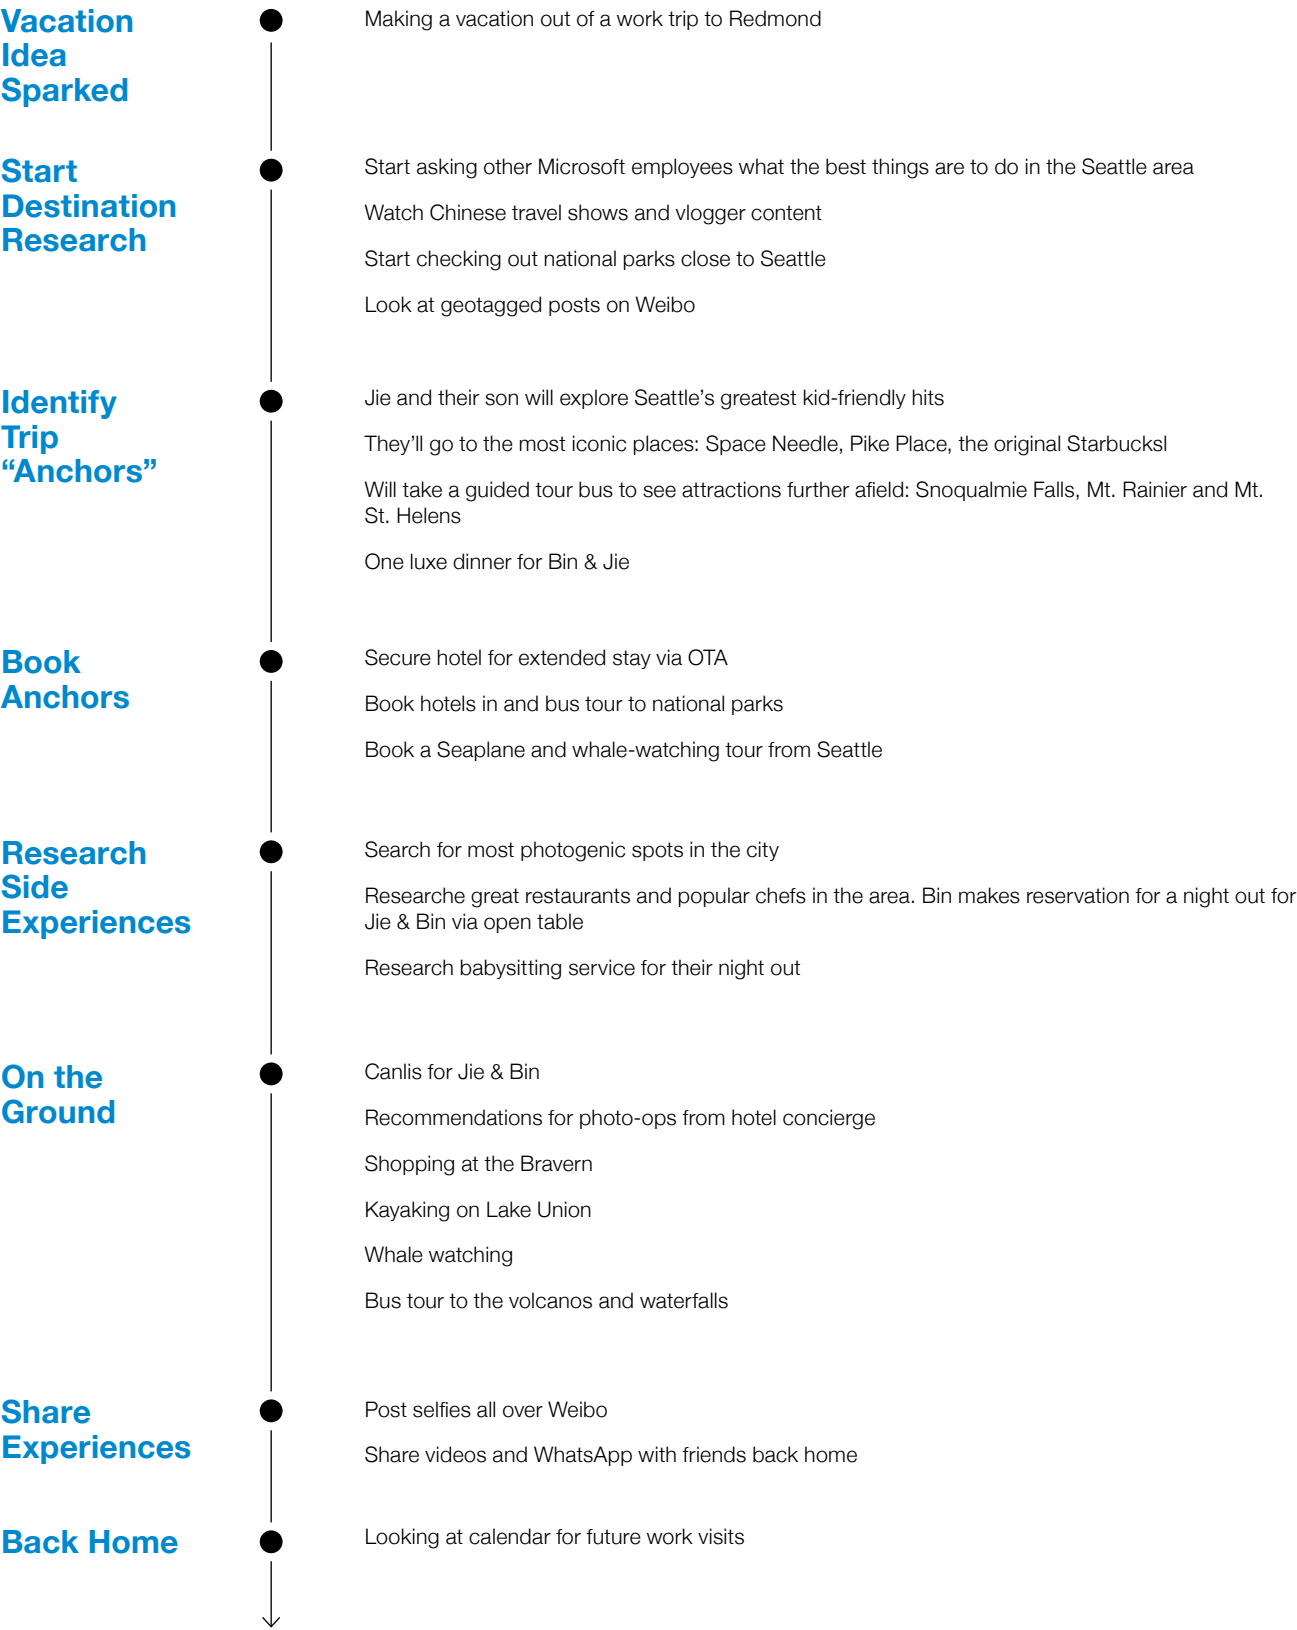 Vacation
Idea
Sparked
Making a vacation out of a work trip to Redmond
Start
Destination
Research
Start asking other Microsoft employees what the best things are to do in the Seattle area
Watch Chinese travel shows and vlogger content
Start checking out national parks close to Seattle
Look at geotagged posts on Weibo
Identify
Trip
“Anchors”
Jie and their son will explore Seattle’s greatest kid-friendly hits
They’ll go to the most iconic places: Space Needle, Pike Place, the original Starbucksl
Will take a guided tour bus to see attractions further afield: Snoqualmie Falls, Mt. Rainier and Mt.
St. Helens
One luxe dinner for Bin & Jie
Book
Anchors
Secure hotel for extended stay via OTA
Book hotels in and bus tour to national parks
Book a Seaplane and whale-watching tour from Seattle
Research
Side
Experiences
Search for most photogenic spots in the city
Researche great restaurants and popular chefs in the area. Bin makes reservation for a night out for
Jie & Bin via open table
Research babysitting service for their night out
On the
Ground
Canlis for Jie & Bin
Recommendations for photo-ops from hotel concierge
Shopping at the Bravern
Kayaking on Lake Union
Whale watching
Bus tour to the volcanos and waterfalls
Share
Experiences
Post selfies all over Weibo
Share videos and WhatsApp with friends back home
Back Home
Looking at calendar for future work visits